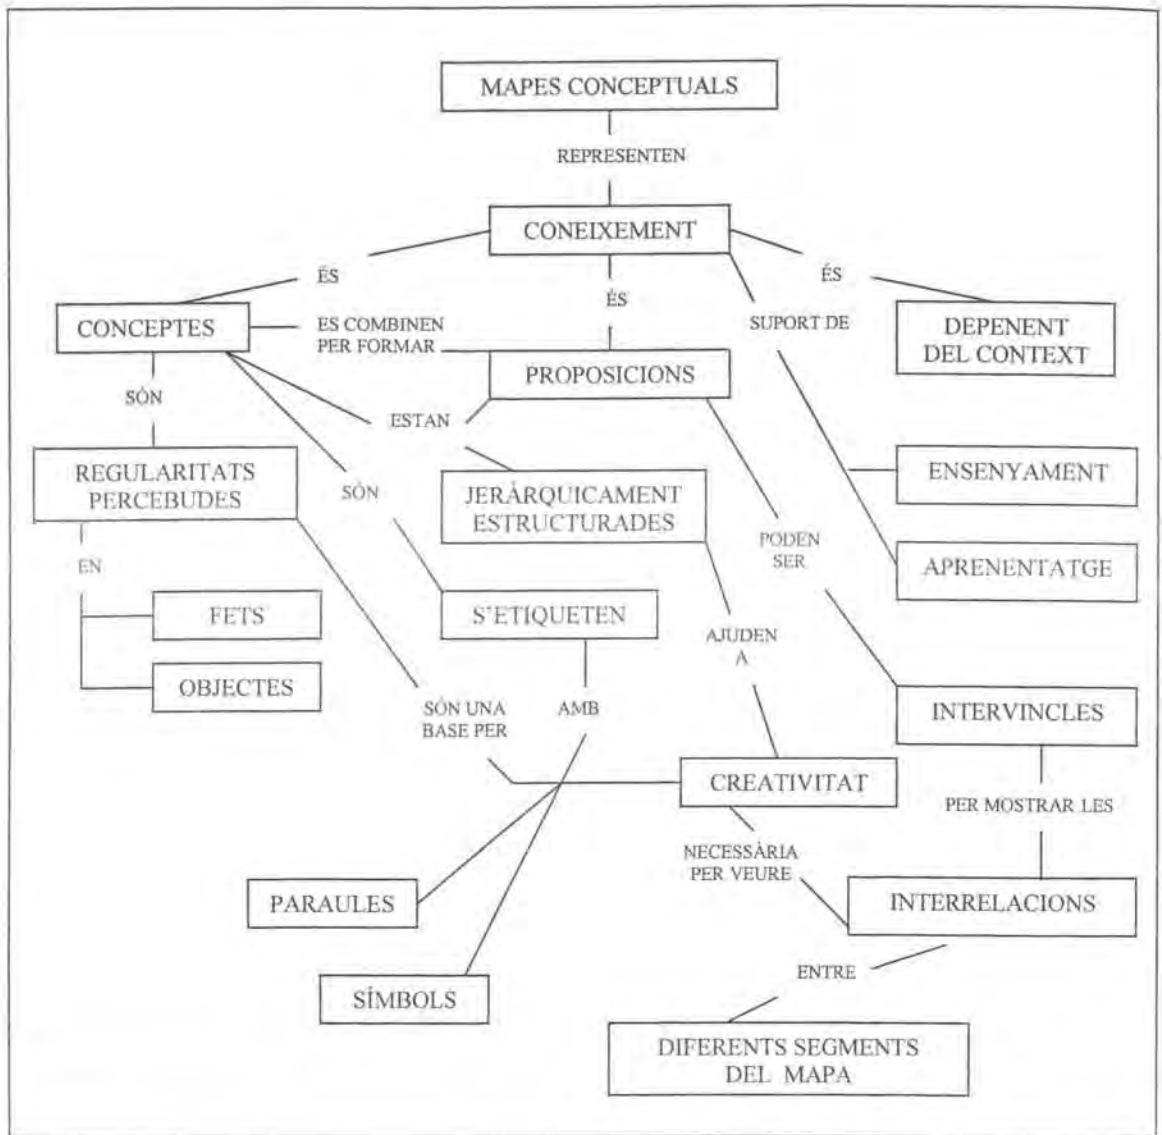 MAPES CONCEPTUALS
REPRESENTEN
CONEIXEMENT
ÉS
ÉS
ÉS
CONCEPTES
ES COMBINEN
PER FORMAR
SUPORT DE
DEPENENT
DEL CONTEXT
PROPOSICIONS
SÓN
ESTAN
REGULARITATS
PERCEBUDES
SÓN
JERÀRQUICAMENT
ESTRUCTURADES
ENSENYAMENT
PODEN
SER
EN
APRENENTATGE
FETS
S'ETIQUETEN
AJUDEN
A
OBJECTES
SÓN UNA
BASE PER
AMB
INTERVINCLES
CREATIVITAT
PER MOSTRAR LES
NECESSÀRIA
PER VEURE
PARAULES
INTERRELACIONS
ENTRE
SÍMBOLS
DIFERENTS SEGMENTS
DEL MAPA